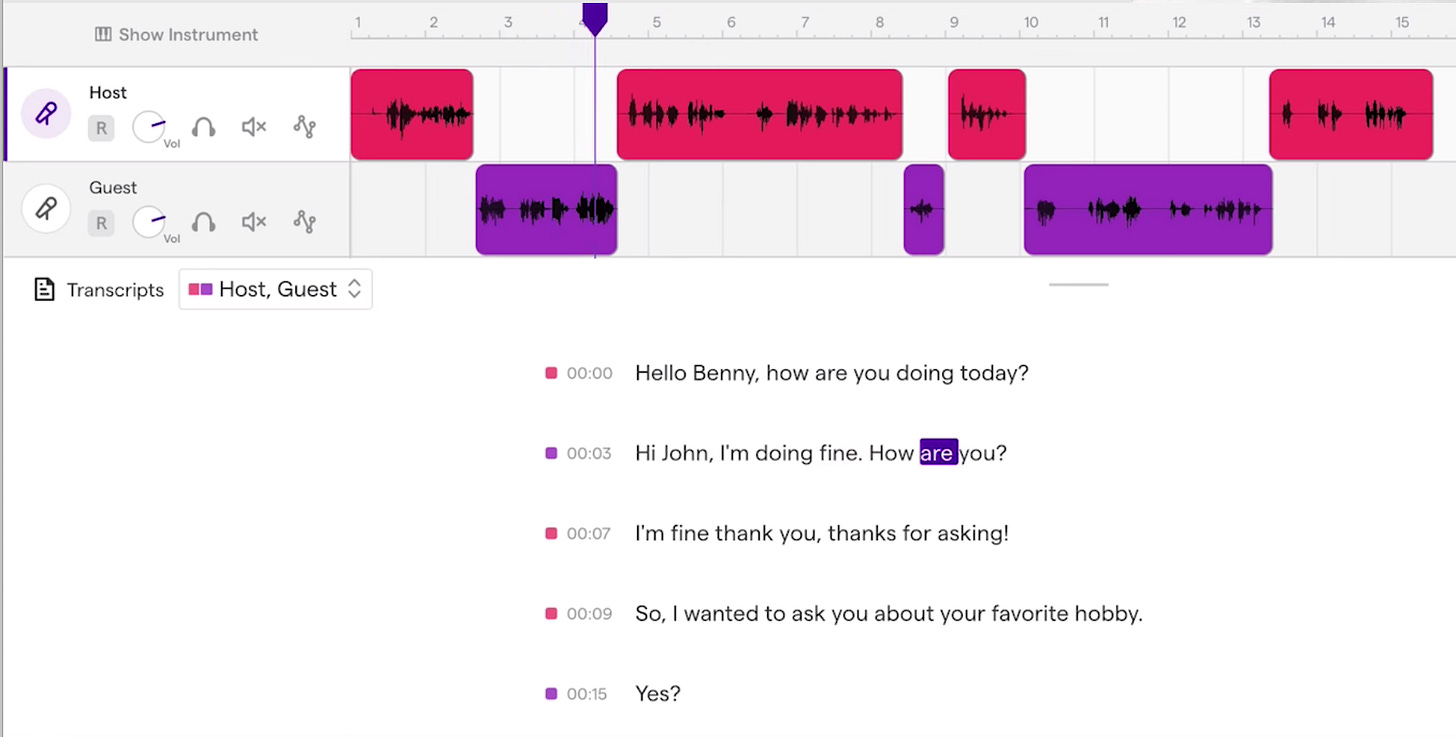 Show Instrument
1 2 3 4 5 6 7 8 9 10 11 12 13 14 15
Host
R
Vol
Guest
R
Vol
Transcripts Host, Guest
00:00 Hello Benny, how are you doing today?
00:03 Hi John, I'm doing fine. How are you?
00:07 I'm fine thank you, thanks for asking!
00:09 So, I wanted to ask you about your favorite hobby.
00:15 Yes?